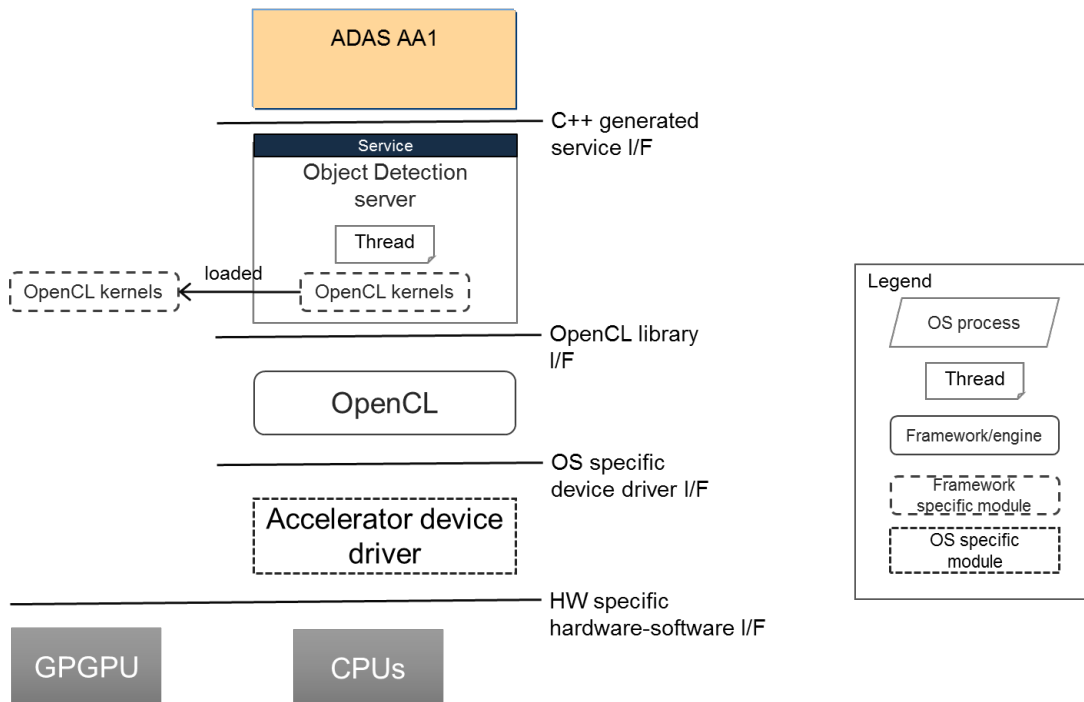 ADAS AA1
C++ generated
service I/F
Service
Object Detection
server
Thread
loaded
OpenCL kernels
OpenCL kernels
OpenCL library
I/F
OpenCL
OS specific
device driver I/F
Accelerator device
driver
HW specific
hardware-software I/F
GPGPU
CPUs
Legend
OS process
Thread
Framework/engine
Framework
specific module
OS specific
module